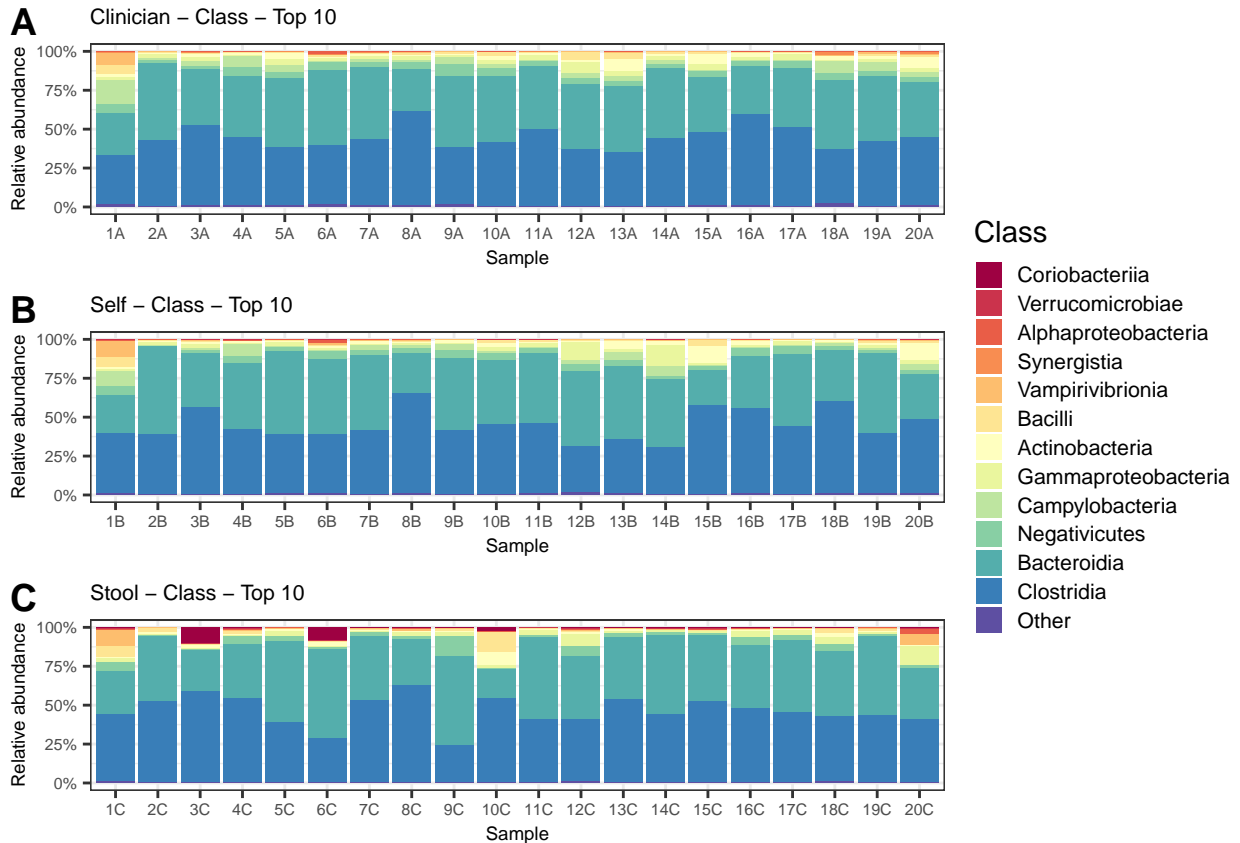 A
Clinician – Class – Top 10
Relative abundance
100%
75%
50%
25%
0%
1A 2A 3A 4A 5A 6A 7A 8A 9A 10A 11A 12A 13A 14A 15A 16A 17A 18A 19A 20A
Sample
B
Self – Class – Top 10
Relative abundance
100%
75%
50%
25%
0%
1B 2B 3B 4B 5B 6B 7B 8B 9B 10B 11B 12B 13B 14B 15B 16B 17B 18B 19B 20B
Sample
C
Stool – Class – Top 10
Relative abundance
100%
75%
50%
25%
0%
1C 2C 3C 4C 5C 6C 7C 8C 9C 10C 11C 12C 13C 14C 15C 16C 17C 18C 19C 20C
Sample
Class
Coriobacteriia
Verrucomicrobiae
Alphaproteobacteria
Synergistia
Vampirivibrionia
Bacilli
Actinobacteria
Gammaproteobacteria
Campylobacteria
Negativicutes
Bacteroidia
Clostridia
Other